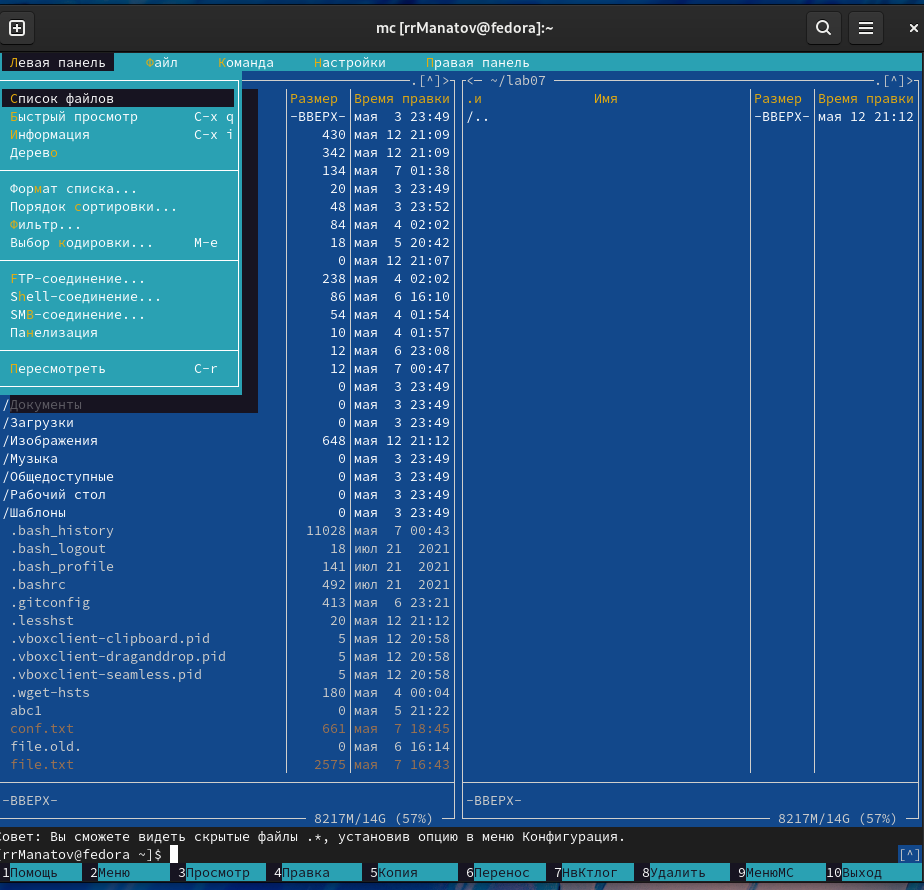 mc [rrManatov@fedora]:~
Левая панель Файл Команда Настройки Правая панель
.[^]> <— ~/lab07 .[^]>
Список файлов Размер Время правки .и Имя Размер Время правки
Быстрый просмотр C-x q -ВВЕРХ- мая 3 23:49 /.. -ВВЕРХ- мая 12 21:12
Информация C-x i 430 мая 12 21:09
Дерево 342 мая 12 21:09
134 мая 7 01:38
Формат списка... 20 мая 3 23:49
Порядок сортировки... 48 мая 3 23:52
Фильтр... 84 мая 4 02:02
Выбор кодировки... M-e 18 мая 5 20:42
0 мая 12 21:07
FTP-соединение... 238 мая 4 02:02
Shell-соединение... 86 мая 6 16:10
SMB-соединение... 54 мая 4 01:54
Панелизация 10 мая 4 01:57
12 мая 6 23:08
Пересмотреть C-r 12 мая 7 00:47
0 мая 3 23:49
/Документы 0 мая 3 23:49
/Загрузки 0 мая 3 23:49
/Изображения 648 мая 12 21:12
/Музыка 0 мая 3 23:49
/Общедоступные 0 мая 3 23:49
/Рабочий стол 0 мая 3 23:49
/Шаблоны 0 мая 3 23:49
.bash_history 11028 мая 7 00:43
.bash_logout 18 июл 21 2021
.bash_profile 141 июл 21 2021
.bashrc 492 июл 21 2021
.gitconfig 413 мая 6 23:21
.lesshst 20 мая 12 21:12
.vboxclient-clipboard.pid 5 мая 12 20:58
.vboxclient-draganddrop.pid 5 мая 12 20:58
.vboxclient-seamless.pid 5 мая 12 20:58
.wget-hsts 180 мая 4 00:04
abc1 0 мая 5 21:22
conf.txt 661 мая 7 18:45
file.old. 0 мая 6 16:14
file.txt 2575 мая 7 16:43
-ВВЕРХ- -ВВЕРХ-
8217M/14G (57%) 8217M/14G (57%)
Совет: Вы сможете видеть скрытые файлы .*, установив опцию в меню Конфигурация.
[rrManatov@fedora ~]$ [^]
1Помощь 2Меню 3Просмотр 4Правка 5Копия 6Перенос 7НвКтлог 8Удалить 9МенюMC 10Выход